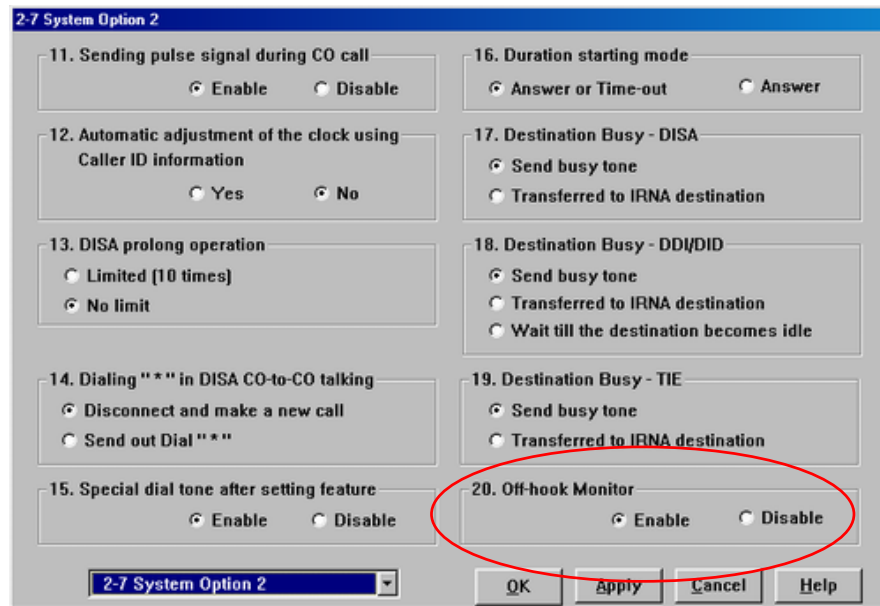 2-7 System Option 2
11. Sending pulse signal during CO call
Enable Disable
12. Automatic adjustment of the clock using
Caller ID information
Yes No
13. DISA prolong operation
Limited (10 times)
No limit
14. Dialing "*" in DISA CO-to-CO talking
Disconnect and make a new call
Send out Dial "*"
15. Special dial tone after setting feature
Enable Disable
16. Duration starting mode
Answer or Time-out Answer
17. Destination Busy - DISA
Send busy tone
Transferred to IRNA destination
18. Destination Busy - DDI/DID
Send busy tone
Transferred to IRNA destination
Wait till the destination becomes idle
19. Destination Busy - TIE
Send busy tone
Transferred to IRNA destination
20. Off-hook Monitor
Enable Disable
2-7 System Option 2
OK Apply Cancel Help